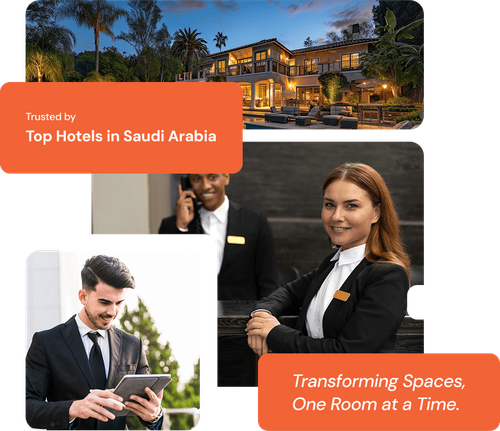 Trusted by
Top Hotels in Saudi Arabia
Transforming Spaces,
One Room at a Time.